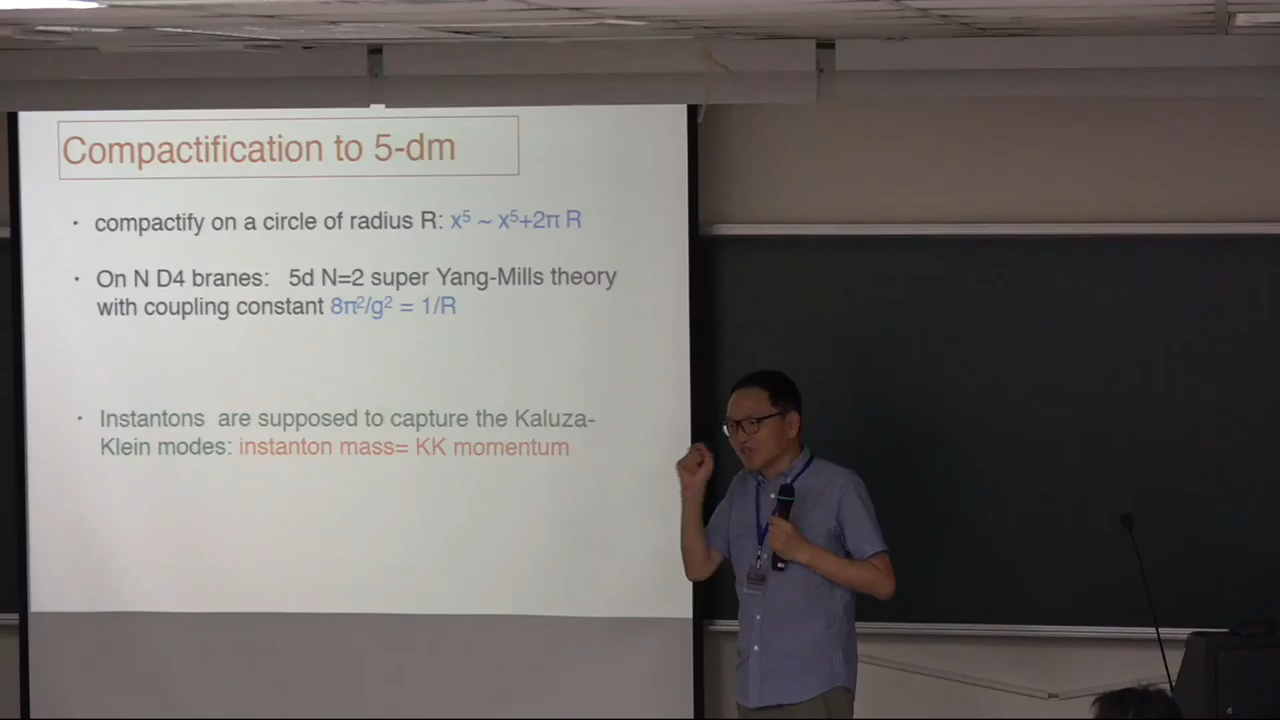 Compactification to 5-dm
· compactify on a circle of radius R: x⁵ ~ x⁵+2π R
· On N D4 branes: 5d N=2 super Yang-Mills theory
with coupling constant 8π²/g² = 1/R
· Instantons are supposed to capture the Kaluza-
Klein modes: instanton mass= KK momentum